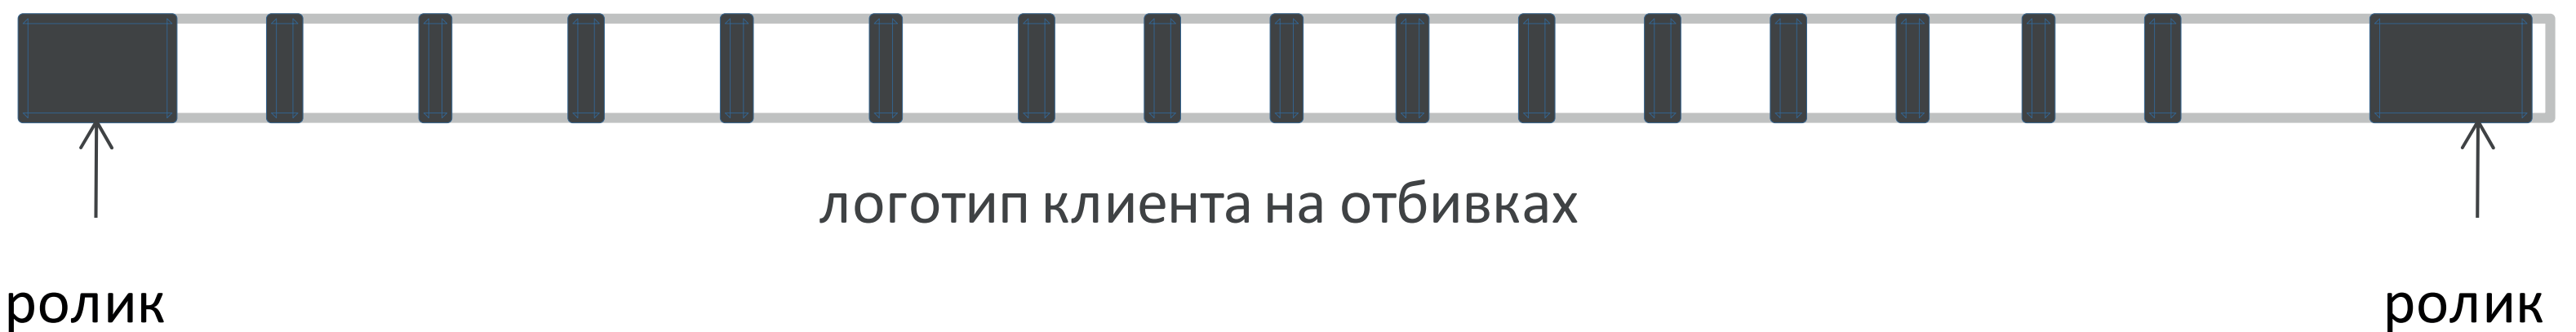 логотип клиента на отбивках
ролик
ролик